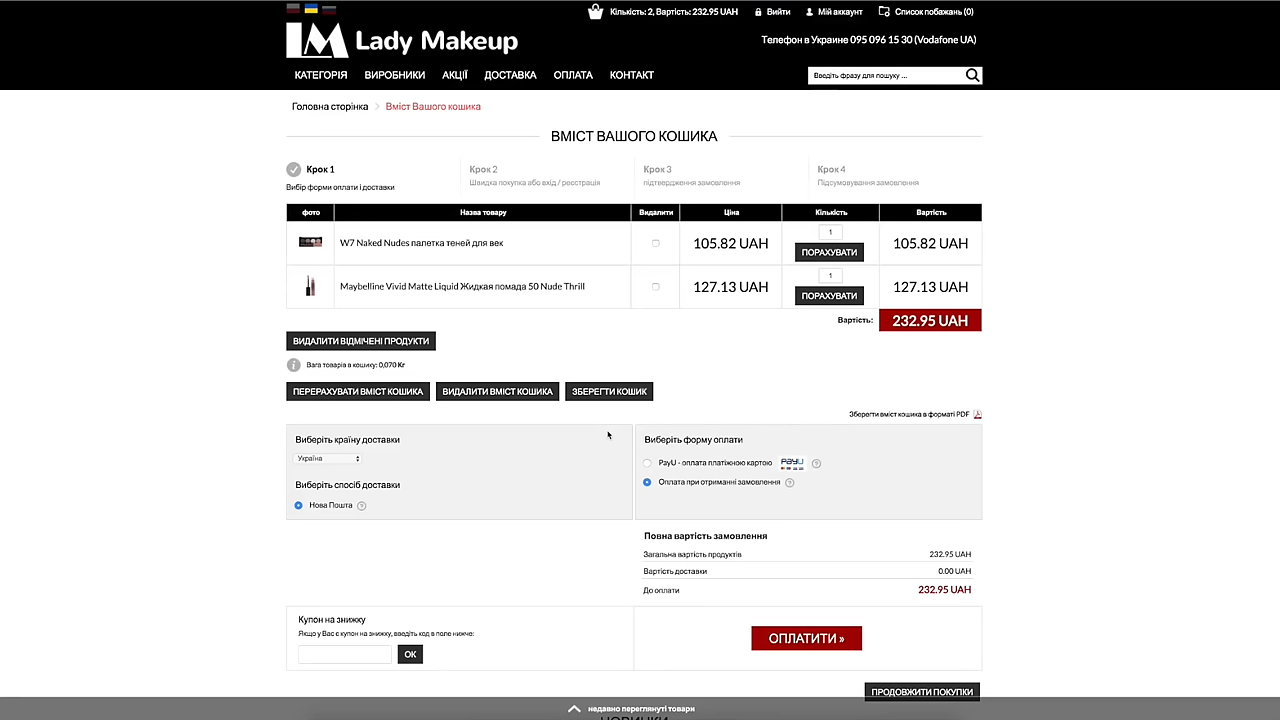 Кількість: 2, Вартість: 232.95 UAH
Вийти
Мій аккаунт
Список побажань (0)
LM Lady Makeup
Телефон в Украине 095 096 15 30 (Vodafone UA)
КАТЕГОРІЯ ВИРОБНИКИ АКЦІЇ ДОСТАВКА ОПЛАТА КОНТАКТ
Введіть фразу для пошуку ...
Головна сторінка
Вміст Вашого кошика
ВМІСТ ВАШОГО КОШИКА
Крок 1
Вибір форми оплати і доставки
Крок 2
Швидка покупка або вхід / реєстрація
Крок 3
підтвердження замовлення
Крок 4
Підсумовування замовлення
фото Назва товару Видалити Ціна Кількість Вартість
W7 Naked Nudes палетка теней для век 105.82 UAH 1 105.82 UAH
ПОРАХУВАТИ
Maybelline Vivid Matte Liquid Жидкая помада 50 Nude Thrill 127.13 UAH 1 127.13 UAH
ПОРАХУВАТИ
Вартість: 232.95 UAH
ВИДАЛИТИ ВІДМІЧЕНІ ПРОДУКТИ
Вага товарів в кошику: 0,070 Кг
ПЕРЕРАХУВАТИ ВМІСТ КОШИКА ВИДАЛИТИ ВМІСТ КОШИКА ЗБЕРЕГТИ КОШИК
Зберегти вміст кошика в форматі PDF
Виберіть країну доставки
Україна
Виберіть спосіб доставки
Нова Пошта ?
Виберіть форму оплати
PayU - оплата платіжною картою PayU ?
Оплата при отриманні замовлення ?
Повна вартість замовлення
Загальна вартість продуктів 232.95 UAH
Вартість доставки 0.00 UAH
До оплати 232.95 UAH
Купон на знижку
Якщо у Вас є купон на знижку, введіть код в поле нижче:
ОК
ОПЛАТИТИ »
ПРОДОВЖИТИ ПОКУПКИ
недавно переглянуті товари
НОВИНКИ